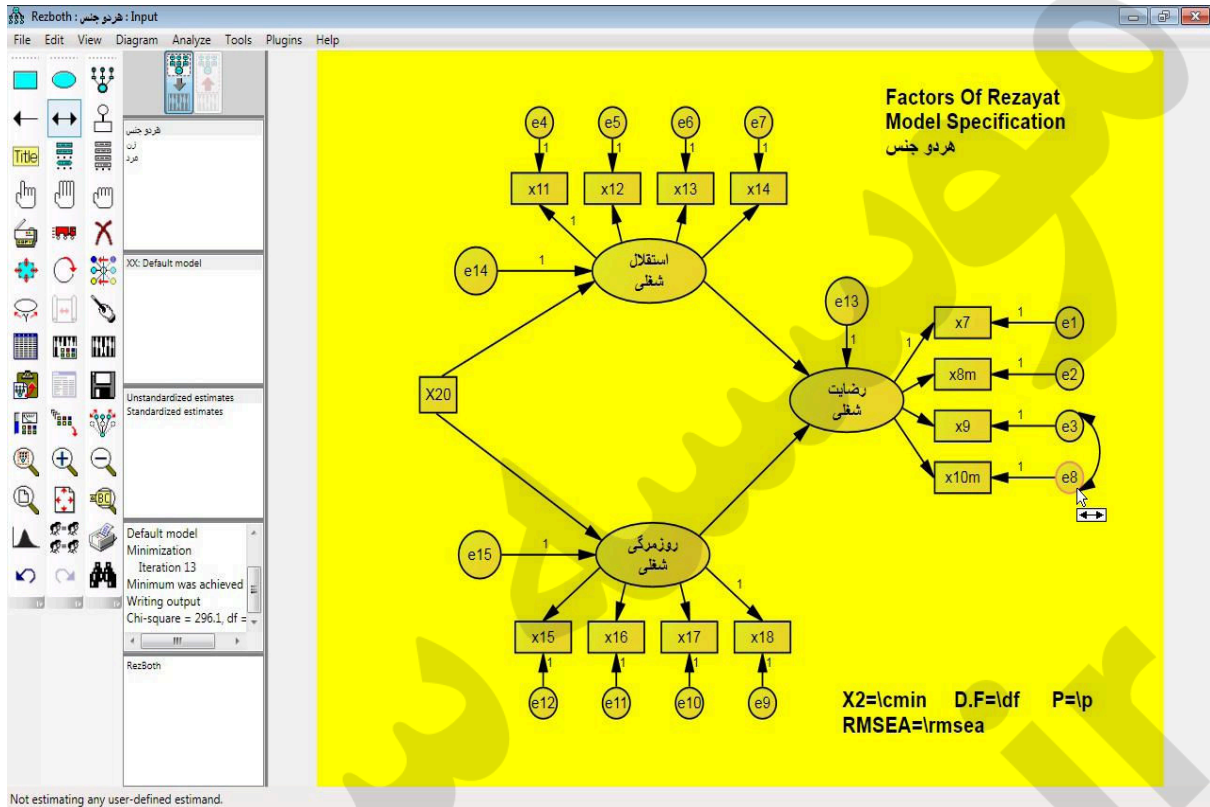 Rezboth : هردو جنس : Input
File Edit View Diagram Analyze Tools Plugins Help
Title
هردو جنس
زن
مرد
XX: Default model
Unstandardized estimates
Standardized estimates
Default model
Minimization
Iteration 13
Minimum was achieved
Writing output
Chi-square = 296.1, df =
RezBoth
Factors Of Rezayat
Model Specification
هردو جنس
e4 e5 e6 e7
1 1 1 1
x11 x12 x13 x14
1
e14 1
استقلال
شغلی
e13
1
x7 1 e1
1
x8m 1 e2
X20
رضایت
شغلی
x9 1 e3
x10m 1 e8
e15 1
روزمرگی
شغلی
1
x15 x16 x17 x18
1 1 1 1
e12 e11 e10 e9
X2=\cmin D.F=\df P=\p
RMSEA=\rmsea
Not estimating any user-defined estimand.